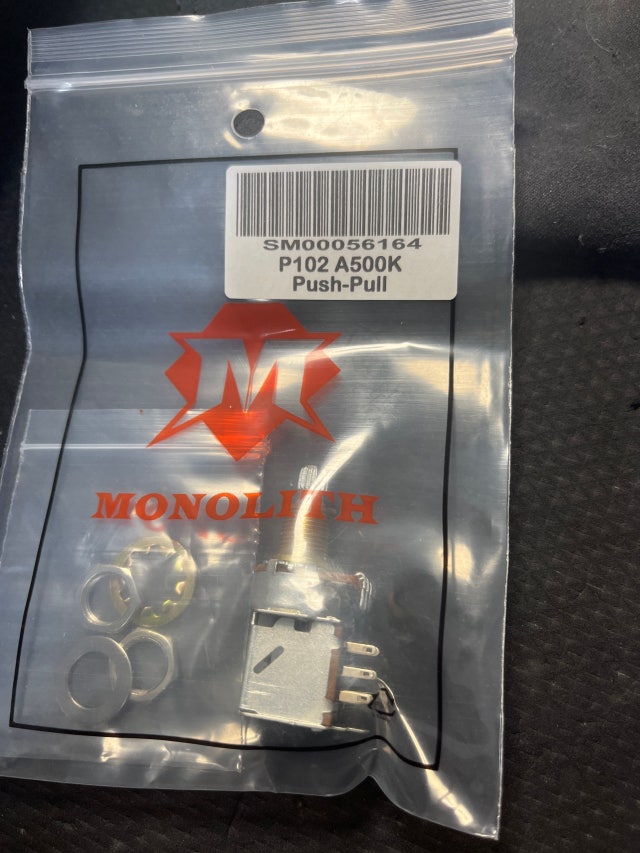 SM00056164
P102 A500K
Push-Pull
M
MONOLITH